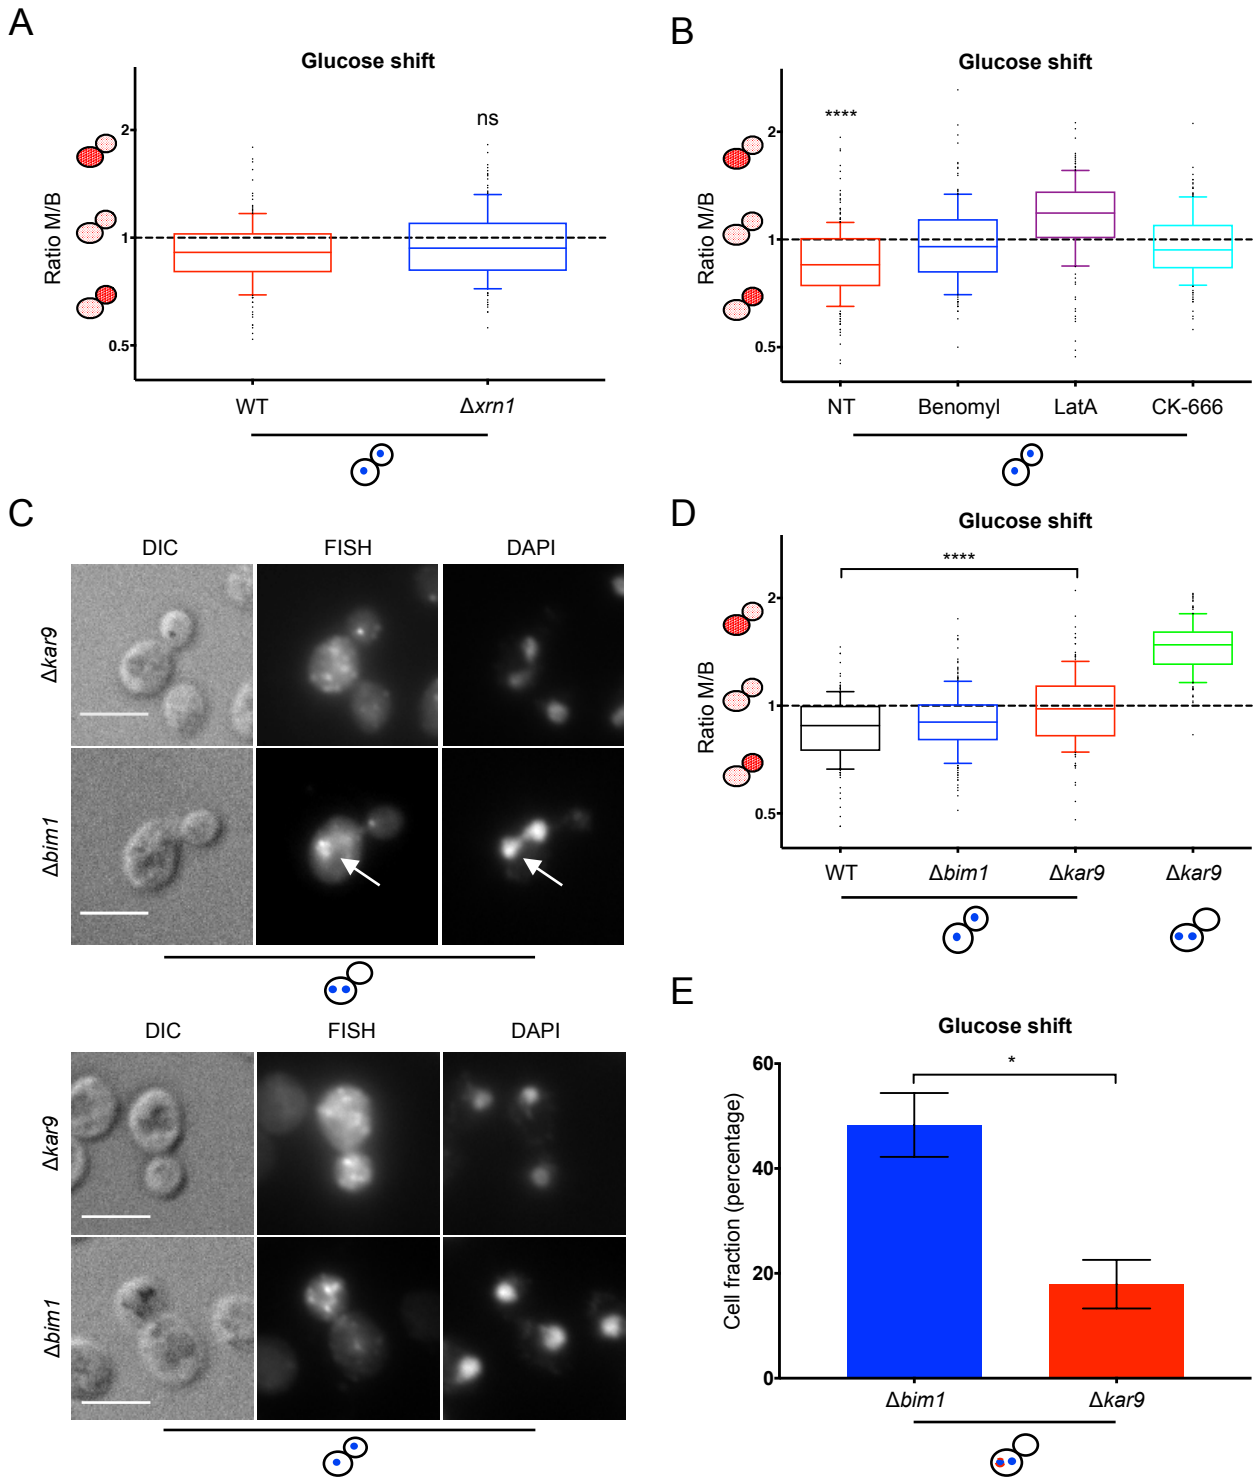 A
Glucose shift
Ratio M/B
2
1
0.5
ns
WT
Δxrn1
B
Glucose shift
Ratio M/B
2
1
0.5
****
NT
Benomyl
LatA
CK-666
C
DIC
FISH
DAPI
Δkar9
Δbim1
DIC
FISH
DAPI
Δkar9
Δbim1
D
Glucose shift
Ratio M/B
2
1
0.5
****
WT
Δbim1
Δkar9
Δkar9
E
Glucose shift
Cell fraction (percentage)
60
40
20
0
*
Δbim1
Δkar9